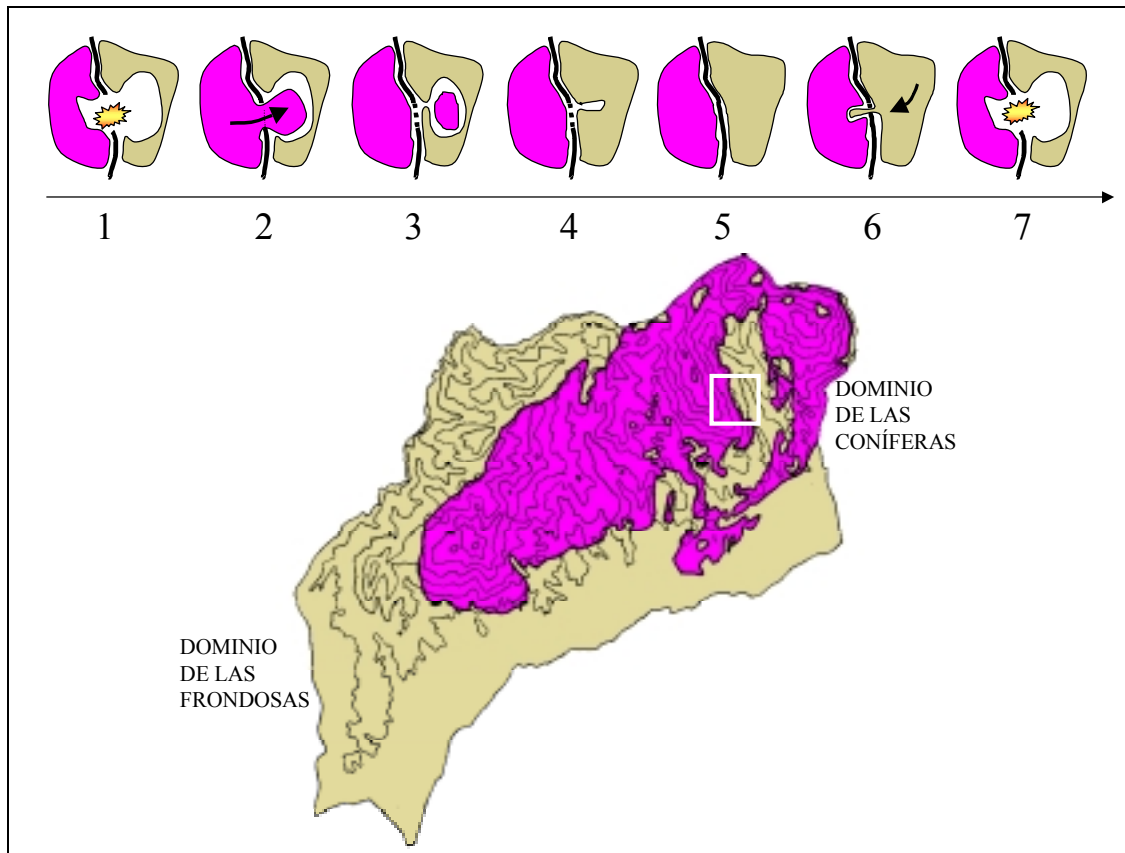 1 2 3 4 5 6 7
DOMINIO
DE LAS
CONÍFERAS
DOMINIO
DE LAS
FRONDOSAS